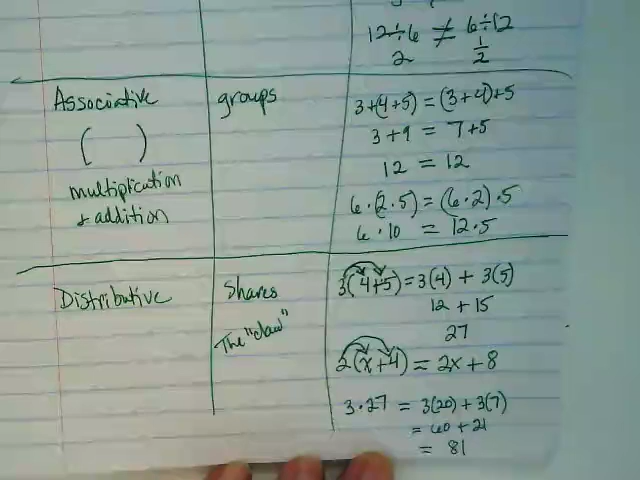 12÷6 ≠ 6÷12
2 1/2
Associative groups 3+(4+5) = (3+4)+5
( ) 3+9 = 7+5
12 = 12
multiplication
+ addition 6·(2·5) = (6·2)·5
6·10 = 12·5
Distributive shares 3(4+5) = 3(4) + 3(5)
12 + 15
The "claw" 27
2(x+4) = 2x + 8
3·27 = 3(20) + 3(7)
= 60 + 21
= 81